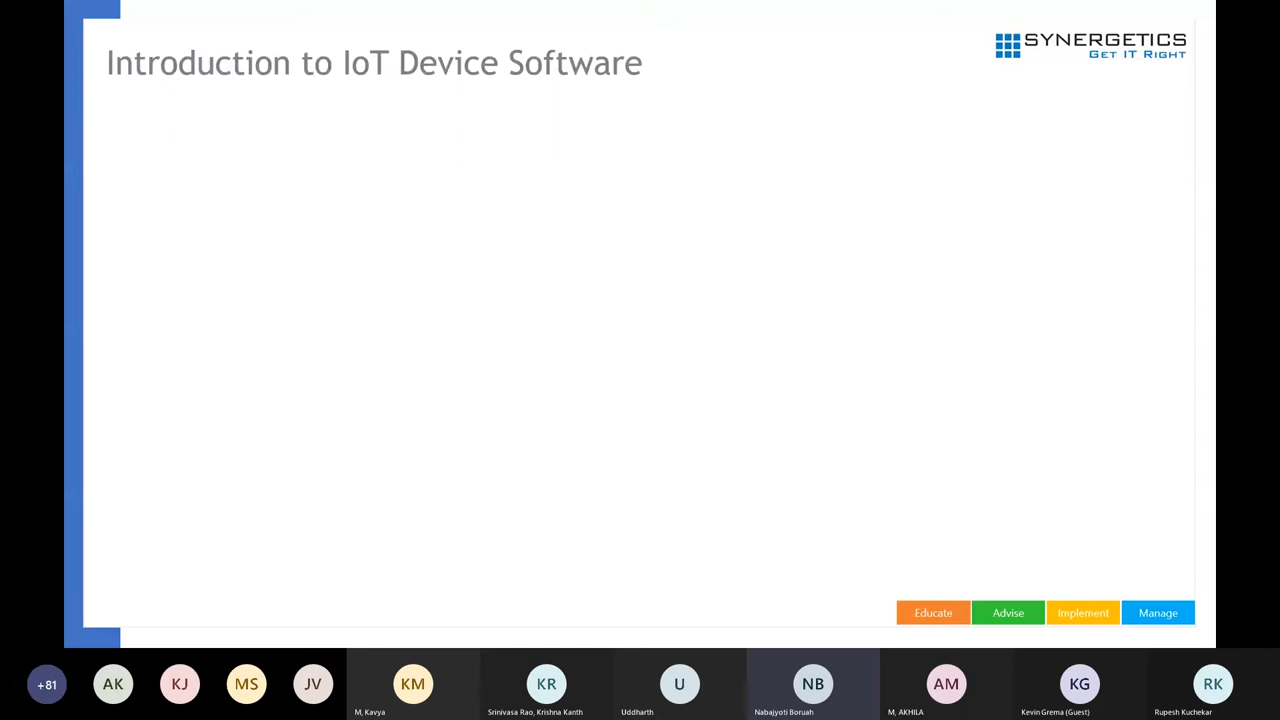 Introduction to IoT Device Software
SYNERGETICS
GET IT RIGHT
Educate
Advise
Implement
Manage
+81
AK
KJ
MS
JV
KM
KR
U
NB
AM
KG
RK
M, Kavya
Srinivasa Rao, Krishna Kanth
Uddharth
Nabajyoti Boruah
M, AKHILA
Kevin Grema (Guest)
Rupesh Kuchekar